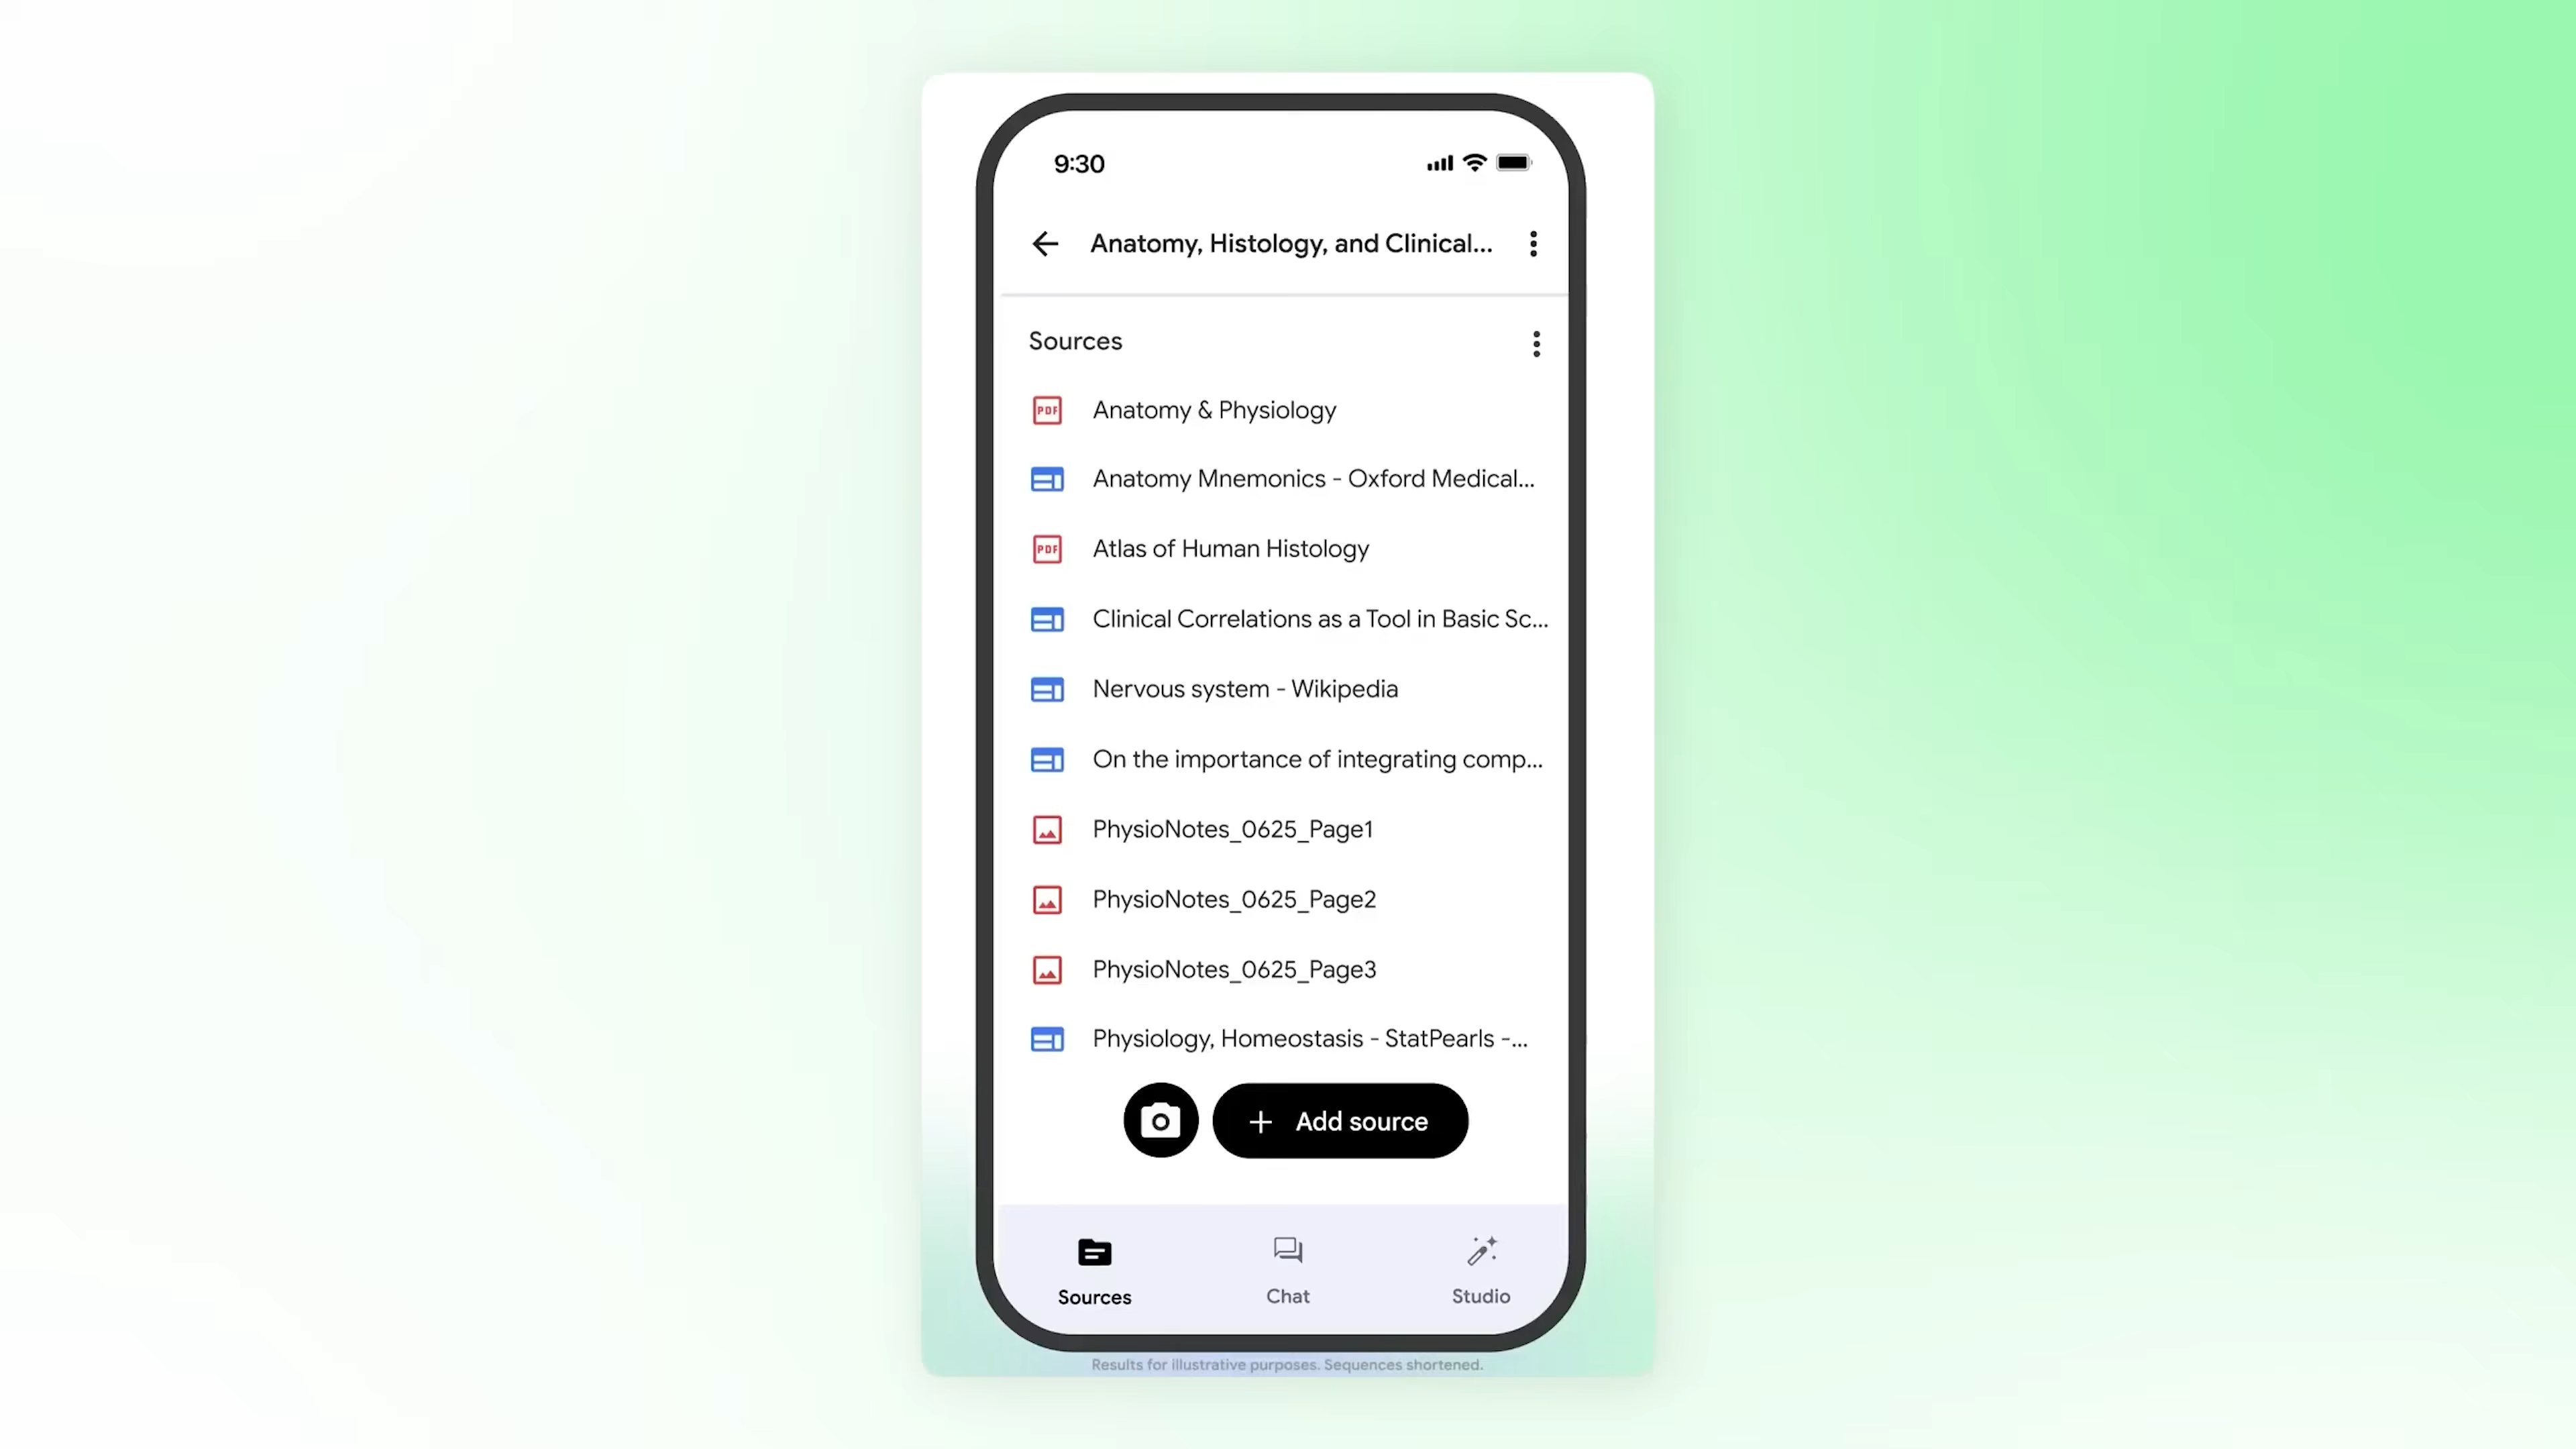 9:30
Anatomy, Histology, and Clinical...
Sources
PDF
Anatomy & Physiology
Anatomy Mnemonics - Oxford Medical...
PDF
Atlas of Human Histology
Clinical Correlations as a Tool in Basic Sc...
Nervous system - Wikipedia
On the importance of integrating comp...
PhysioNotes_0625_Page1
PhysioNotes_0625_Page2
PhysioNotes_0625_Page3
Physiology, Homeostasis - StatPearls -...
+ Add source
Sources
Chat
Studio
Results for illustrative purposes. Sequences shortened.